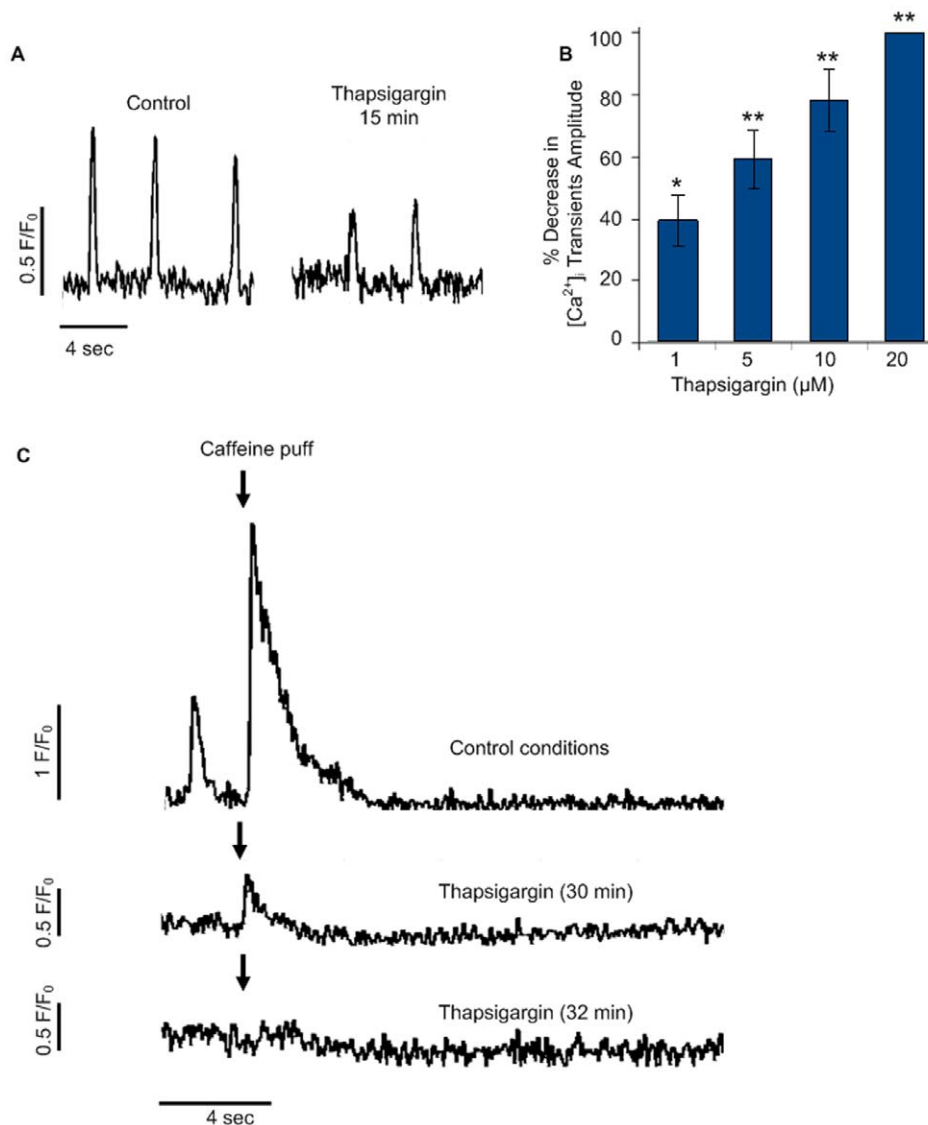 A
Control
Thapsigargin
15 min
0.5 F/F₀
4 sec
B
% Decrease in
[Ca²⁺]ᵢ Transients Amplitude
100
80
60
40
20
0
*
**
**
**
1 5 10 20
Thapsigargin (µM)
C
Caffeine puff
1 F/F₀
Control conditions
0.5 F/F₀
Thapsigargin (30 min)
0.5 F/F₀
Thapsigargin (32 min)
4 sec